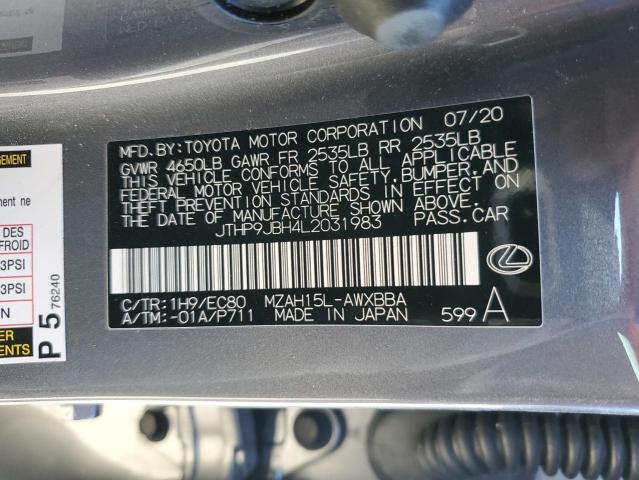 MFD.BY:TOYOTA MOTOR CORPORATION 07/20
GVWR 4650LB GAWR FR 2535LB RR 2535LB
THIS VEHICLE CONFORMS TO ALL APPLICABLE
FEDERAL MOTOR VEHICLE SAFETY,BUMPER,AND
THEFT PREVENTION STANDARDS IN EFFECT ON
THE DATE OF MANUFACTURE SHOWN ABOVE.
JTHP9JBH4L2031983 PASS.CAR
C/TR:1H9/EC80 MZAH15L-AWXBBA
A/TM:-01A/P711 MADE IN JAPAN 599 A
GEMENT
ment ne
DES
FROID
3PSI
3PSI
N
ER
ENTS
P 5 76240